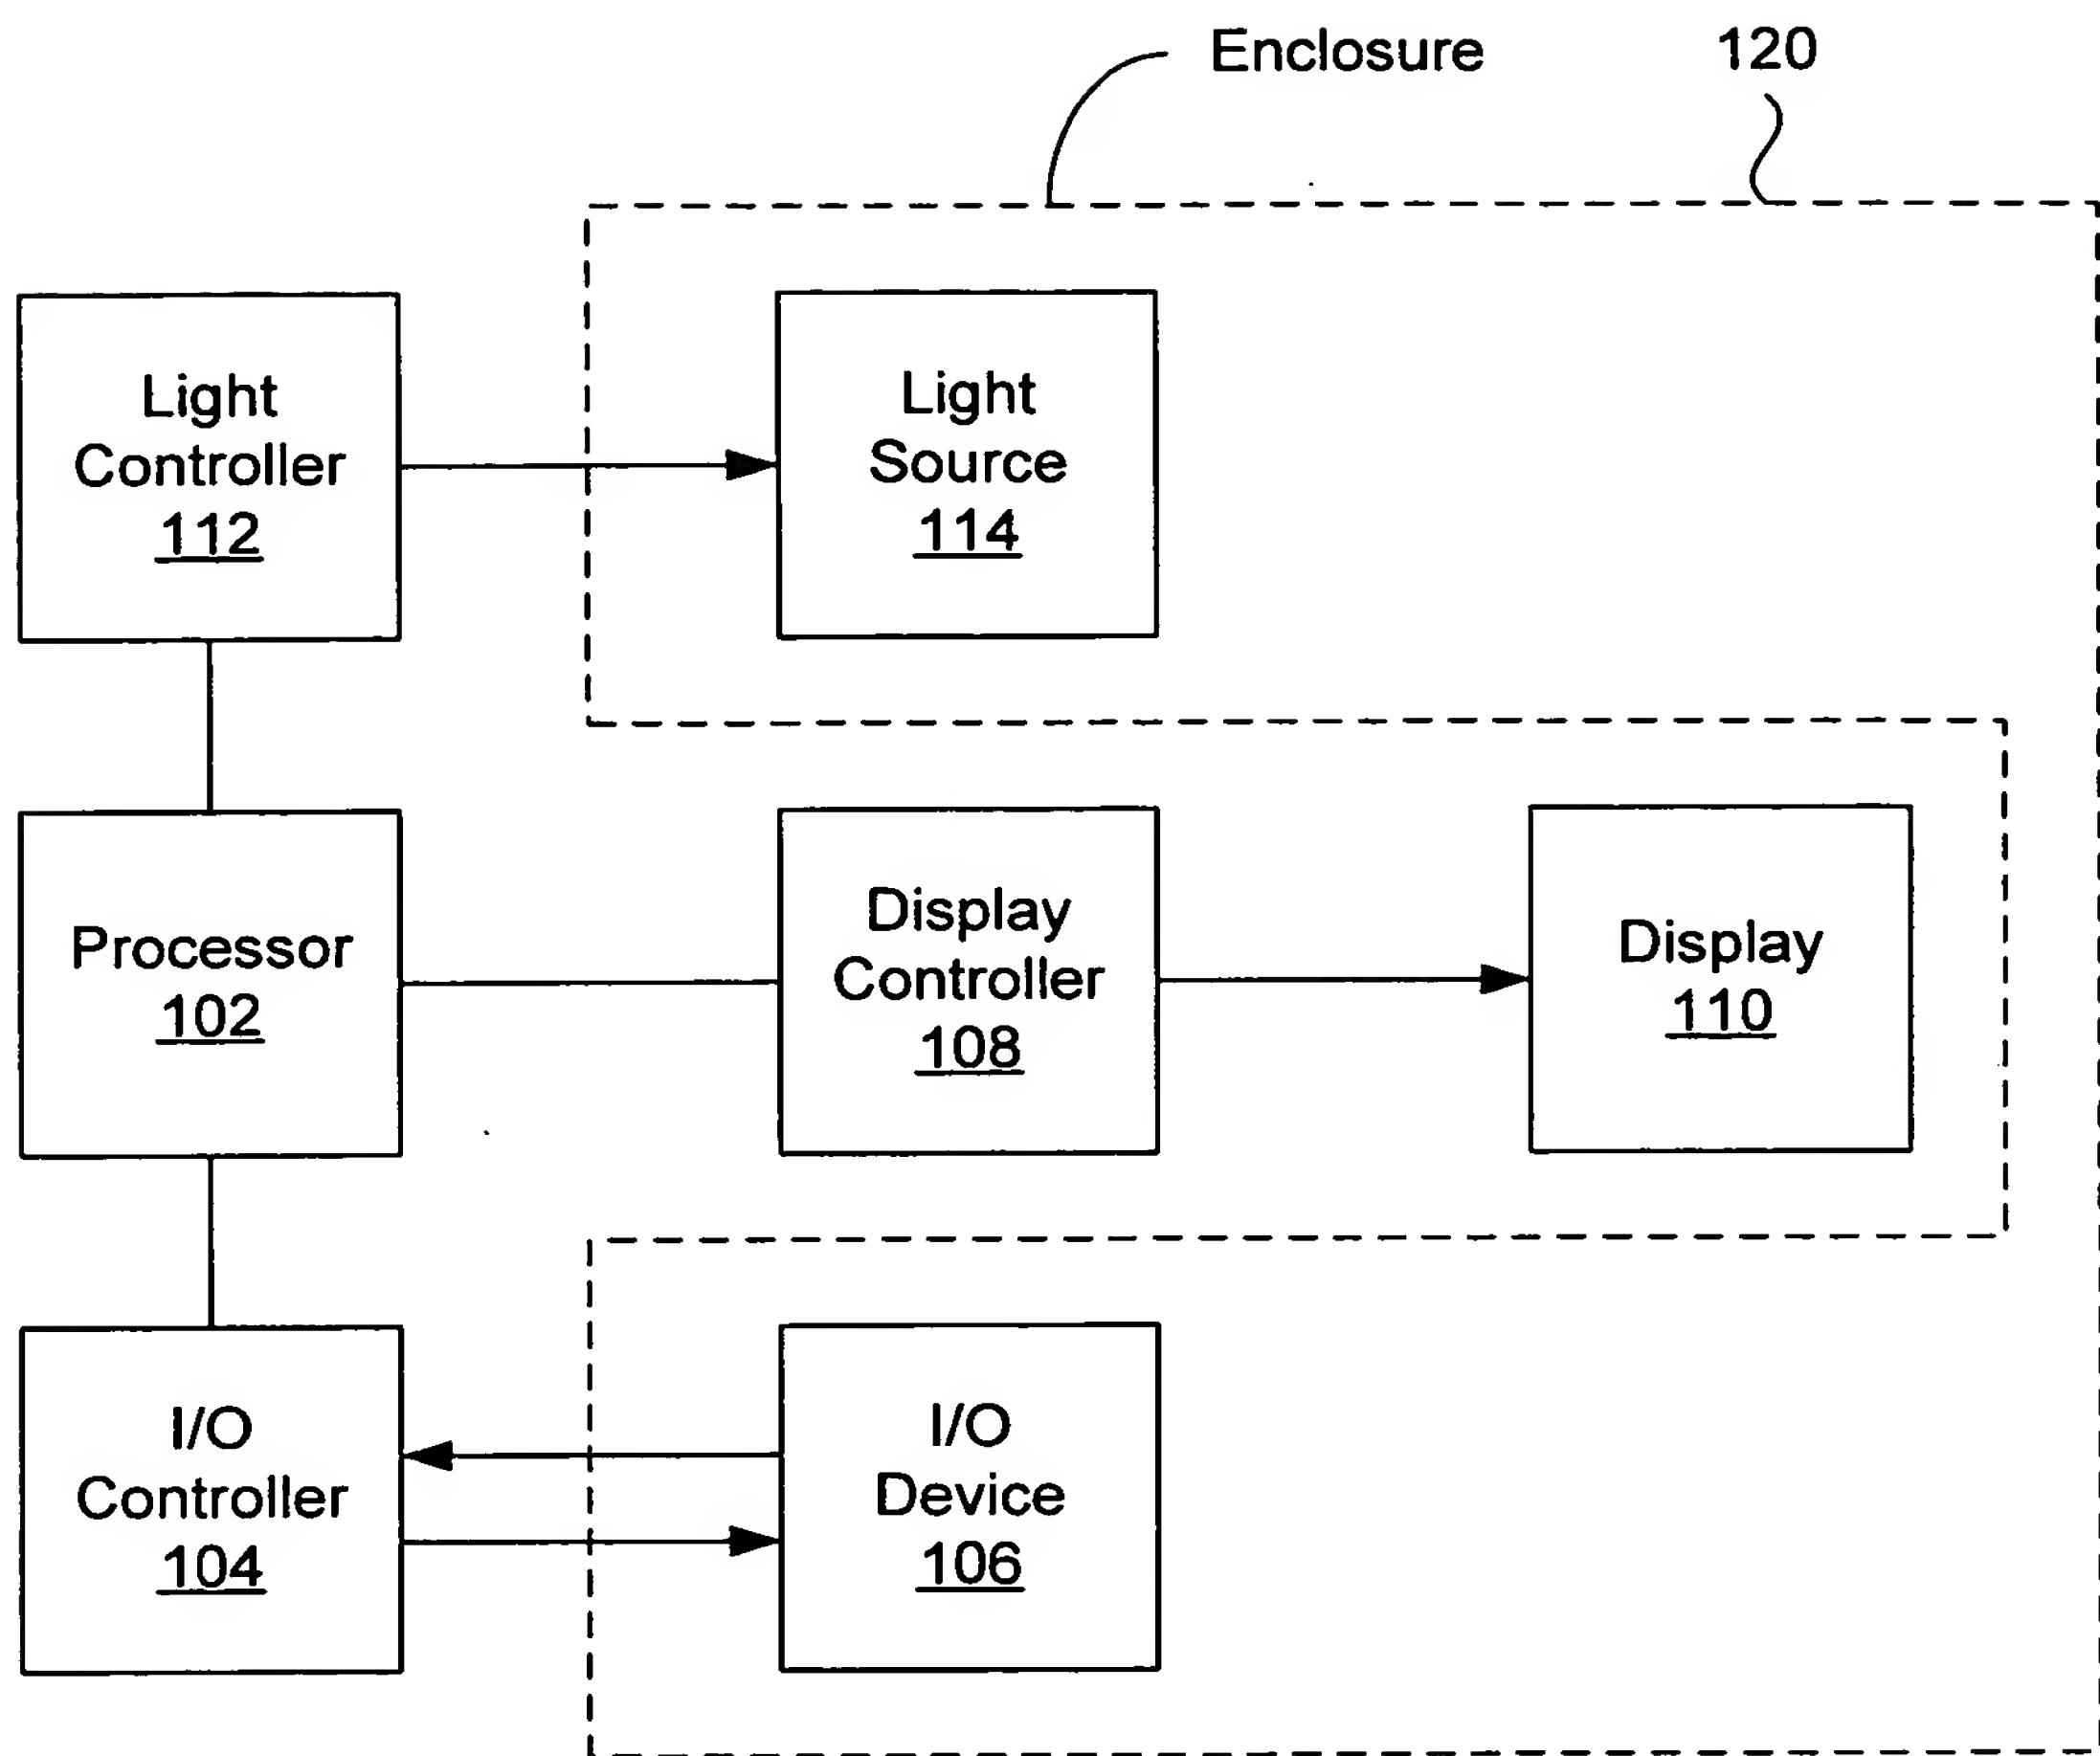 Enclosure
120
Light
Controller
112
Light
Source
114
Processor
102
Display
Controller
108
Display
110
I/O
Controller
104
I/O
Device
106